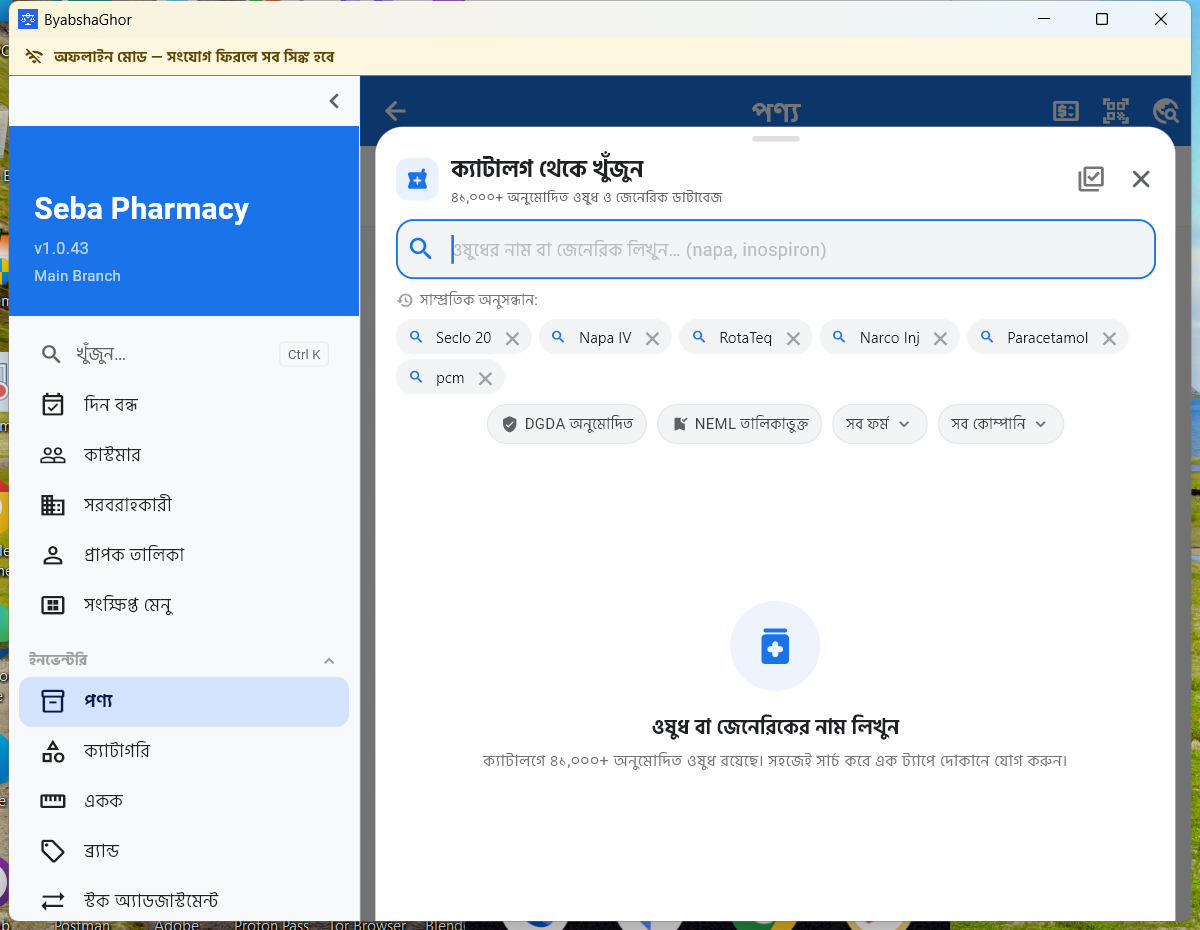 ByabshaGhor
অফলাইন মোড — সংযোগ ফিরলে সব সিঙ্ক হবে
Seba Pharmacy
v1.0.43
Main Branch
খুঁজুন...
Ctrl K
দিন বন্ধ
কাস্টমার
সরবরাহকারী
প্রাপক তালিকা
সংক্ষিপ্ত মেনু
ইনভেন্টরি
পণ্য
ক্যাটাগরি
একক
ব্র্যান্ড
স্টক অ্যাডজাস্টমেন্ট
পণ্য
ক্যাটালগ থেকে খুঁজুন
৪১,০০০+ অনুমোদিত ওষুধ ও জেনেরিক ডাটাবেজ
ওষুধের নাম বা জেনেরিক লিখুন... (napa, inospiron)
সাম্প্রতিক অনুসন্ধান:
Seclo 20 Napa IV RotaTeq Narco Inj Paracetamol
pcm
DGDA অনুমোদিত NEML তালিকাভুক্ত সব ফর্ম সব কোম্পানি
ওষুধ বা জেনেরিকের নাম লিখুন
ক্যাটালগে ৪১,০০০+ অনুমোদিত ওষুধ রয়েছে। সহজেই সার্চ করে এক ট্যাপে দোকানে যোগ করুন।
Postman Adobe Proton Pass Tor Browser